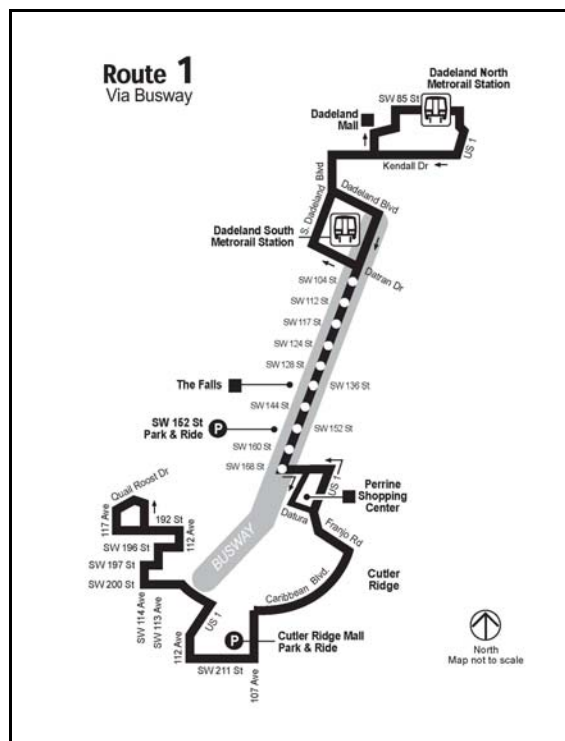 Route 1
Via Busway
Dadeland North
Metrorail Station
SW 85 St
Dadeland
Mall
US 1
Kendall Dr
S. Dadeland Blvd
Dadeland Blvd
Dadeland South
Metrorail Station
Datran Dr
SW 104 St
SW 112 St
SW 117 St
SW 124 St
SW 128 St
The Falls
SW 136 St
SW 144 St
SW 152 St
Park & Ride
P
SW 152 St
SW 160 St
SW 168 St
US 1
Perrine
Shopping
Center
Quail Roost Dr
117 Ave
192 St
112 Ave
Datura
Franjo Rd
BUSWAY
SW 196 St
SW 197 St
SW 200 St
Cutler
Ridge
Caribbean Blvd.
SW 114 Ave
SW 113 Ave
US 1
112 Ave
P
Cutler Ridge Mall
Park & Ride
SW 211 St
107 Ave
North
Map not to scale